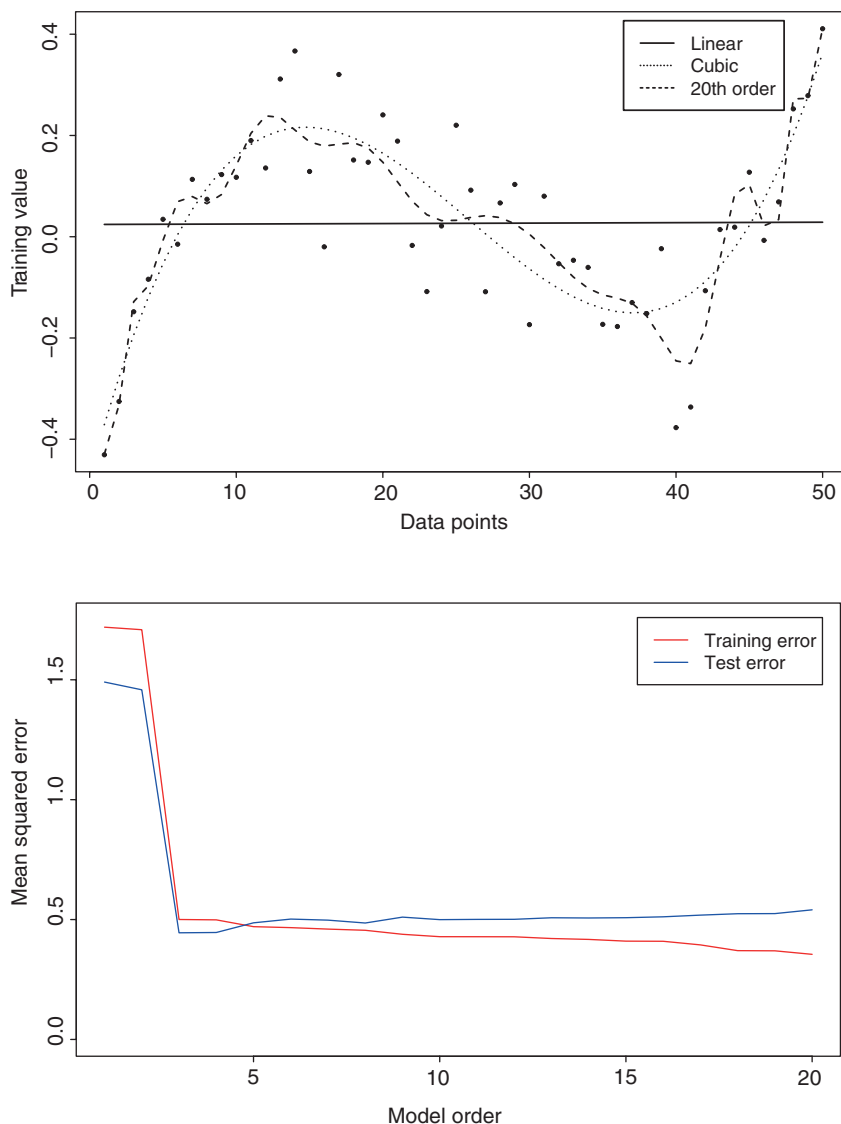 Training value
0.4
0.2
0.0
−0.2
−0.4
Linear
Cubic
20th order
0 10 20 30 40 50
Data points
Mean squared error
1.5
1.0
0.5
0.0
Training error
Test error
5 10 15 20
Model order